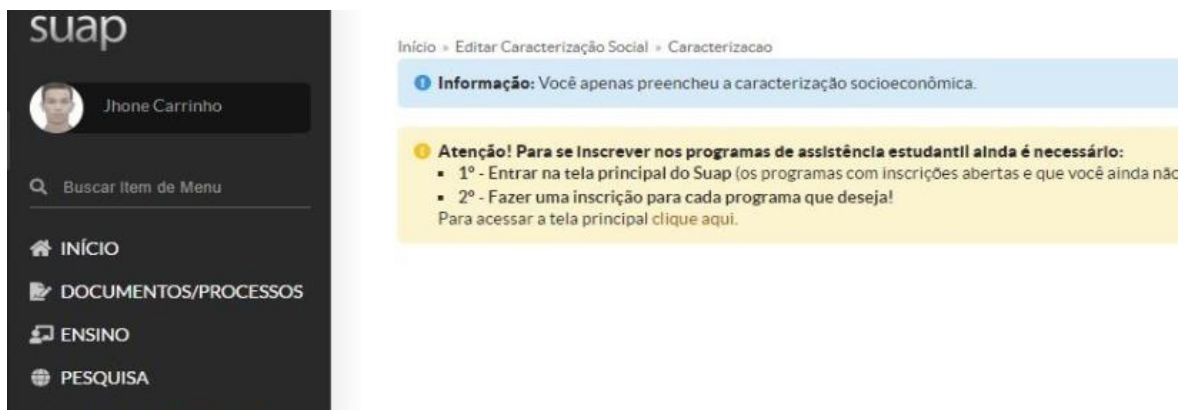 suap
Jhone Carrinho
Buscar Item de Menu
INÍCIO
DOCUMENTOS/PROCESSOS
ENSINO
PESQUISA
Início » Editar Caracterização Social » Caracterizacao
Informação: Você apenas preencheu a caracterização socioeconômica.
Atenção! Para se inscrever nos programas de assistência estudantil ainda é necessário:
1º - Entrar na tela principal do Suap (os programas com inscrições abertas e que você ainda não
2º - Fazer uma inscrição para cada programa que deseja!
Para acessar a tela principal clique aqui.